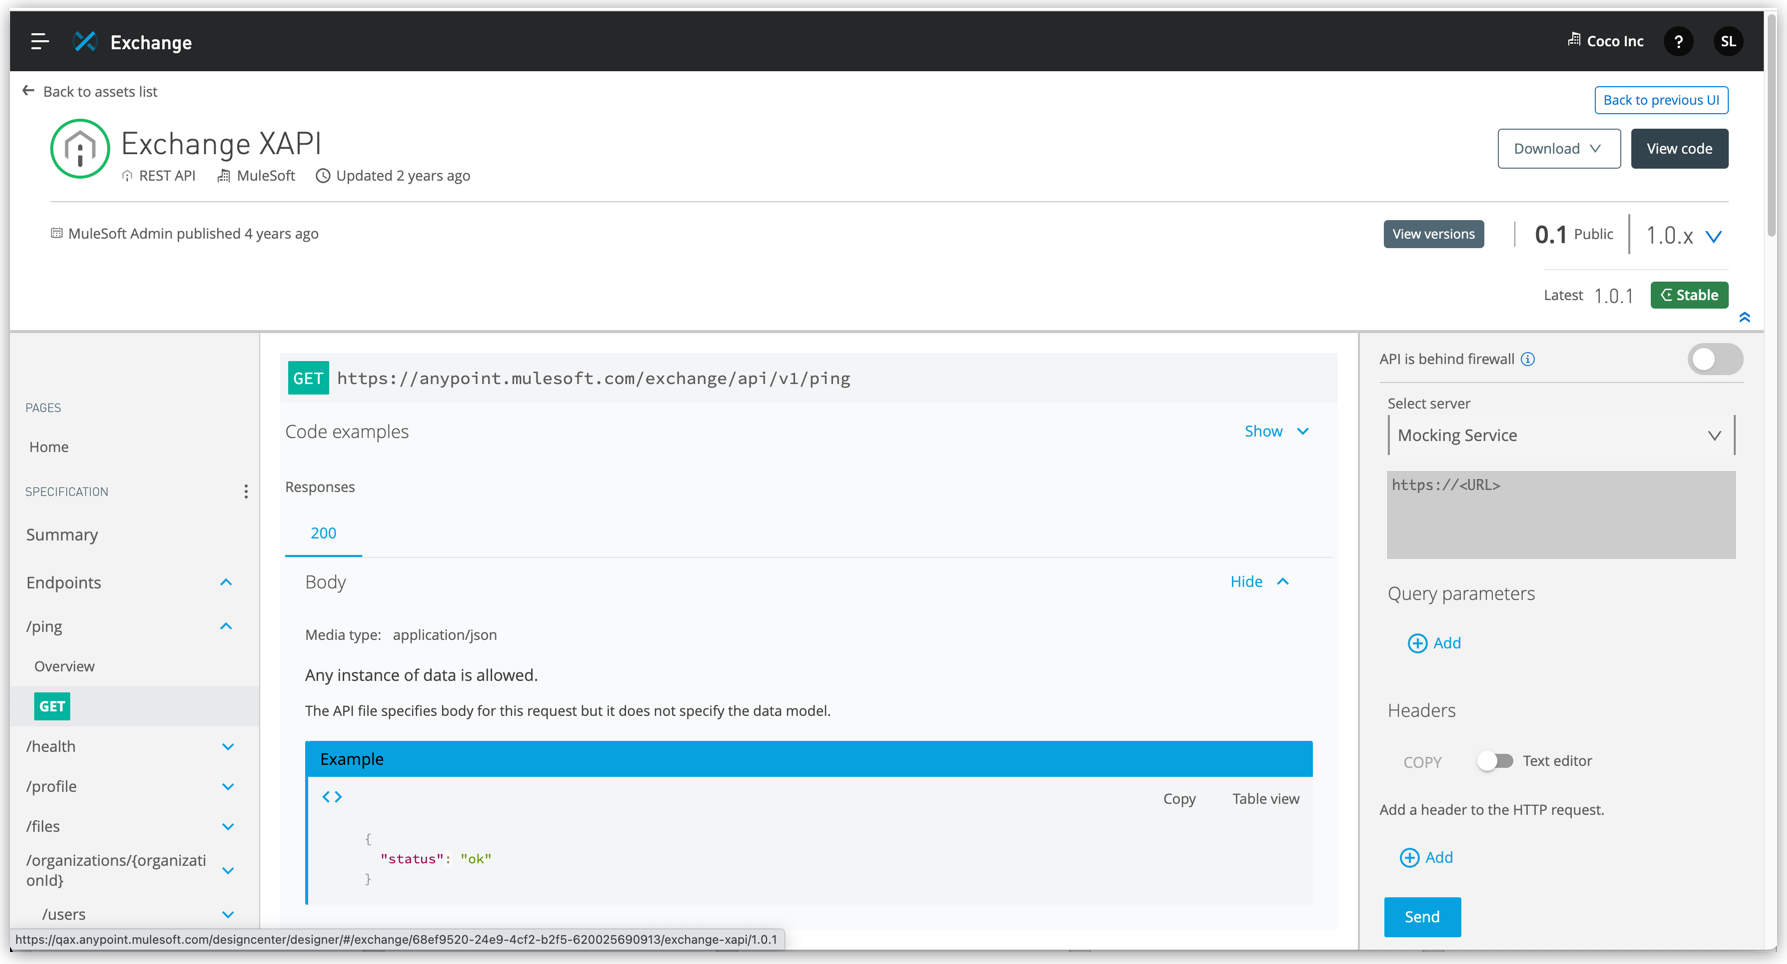 Exchange
Coco Inc
?
SL
Back to assets list
Back to previous UI
Exchange XAPI
Download
View code
REST API MuleSoft Updated 2 years ago
MuleSoft Admin published 4 years ago
View versions
0.1 Public
1.0.x
Latest 1.0.1 Stable
PAGES
Home
SPECIFICATION
Summary
Endpoints
/ping
Overview
GET
/health
/profile
/files
/organizations/{organizati
onId}
/users
GET https://anypoint.mulesoft.com/exchange/api/v1/ping
Code examples
Show
Responses
200
Body
Hide
Media type: application/json
Any instance of data is allowed.
The API file specifies body for this request but it does not specify the data model.
Example
Copy Table view
{
"status": "ok"
}
API is behind firewall
Select server
Mocking Service
https://<URL>
Query parameters
Add
Headers
COPY Text editor
Add a header to the HTTP request.
Add
Send
https://qax.anypoint.mulesoft.com/designcenter/designer/#/exchange/68ef9520-24e9-4cf2-b2f5-620025690913/exchange-xapi/1.0.1